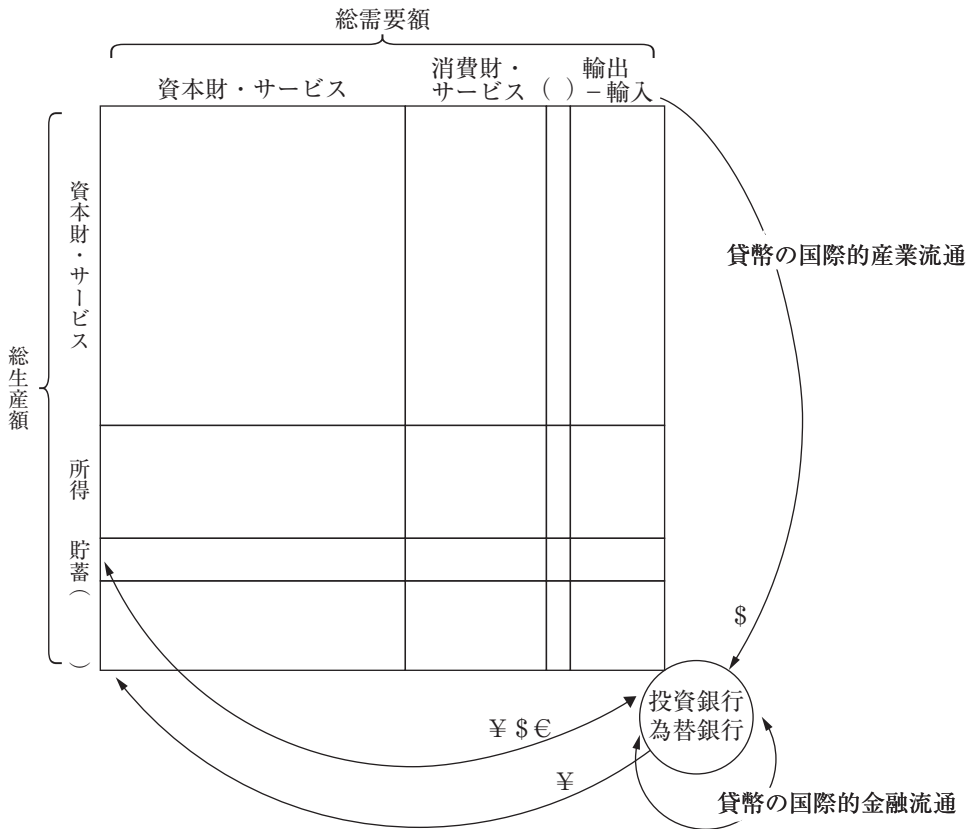 総需要額
資本財・サービス
消費財・
サービス
( )
輸出
−輸入
総生産額
資本財・サービス
所得
貯蓄
( )
貨幣の国際的産業流通
$
投資銀行
為替銀行
¥ $ €
¥
貨幣の国際的金融流通